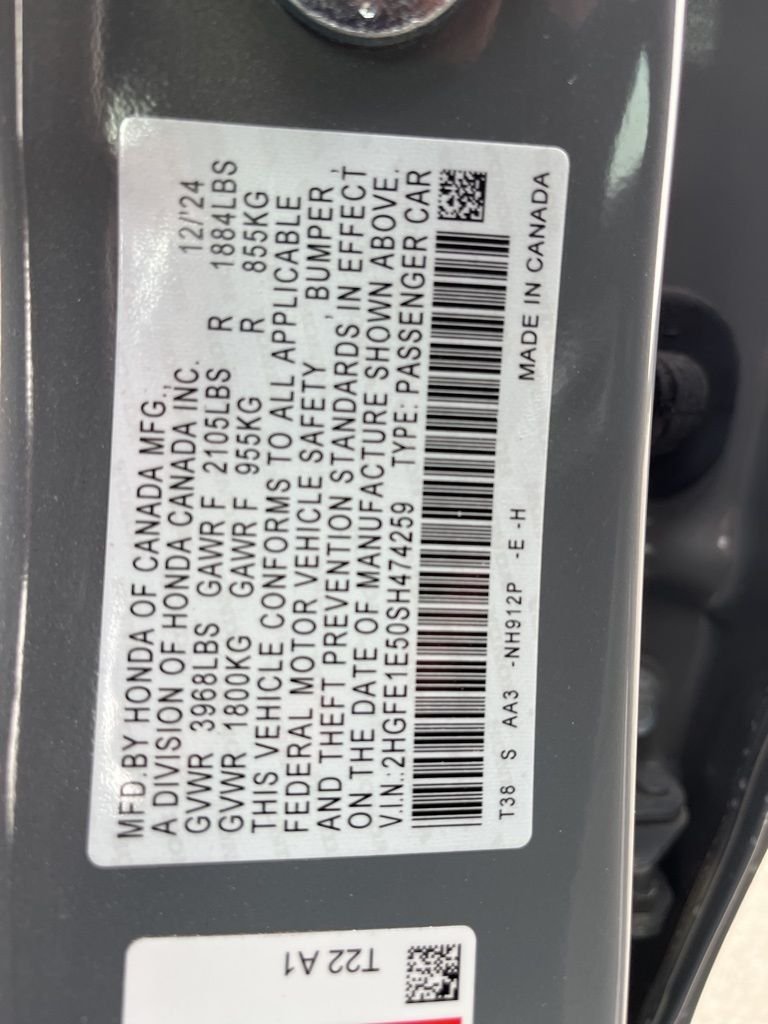 MFD.BY HONDA OF CANADA MFG.,
A DIVISION OF HONDA CANADA INC. 12/'24
GVWR 3968LBS GAWR F 2105LBS R 1884LBS
GVWR 1800KG GAWR F 955KG R 855KG
THIS VEHICLE CONFORMS TO ALL APPLICABLE
FEDERAL MOTOR VEHICLE SAFETY , BUMPER ,
AND THEFT PREVENTION STANDARDS IN EFFECT
ON THE DATE OF MANUFACTURE SHOWN ABOVE.
V.I.N.:2HGFE1E50SH474259 TYPE: PASSENGER CAR
T38 S AA3 -NH912P -E -H MADE IN CANADA
T22 A1